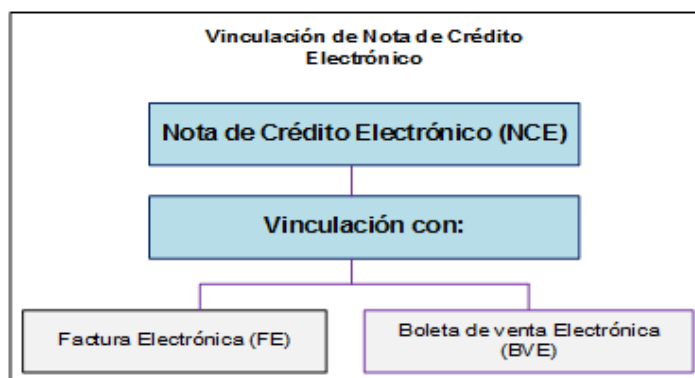 Vinculación de Nota de Crédito
Electrónico
Nota de Crédito Electrónico (NCE)
Vinculación con:
Factura Electrónica (FE)
Boleta de venta Electrónica
(BVE)